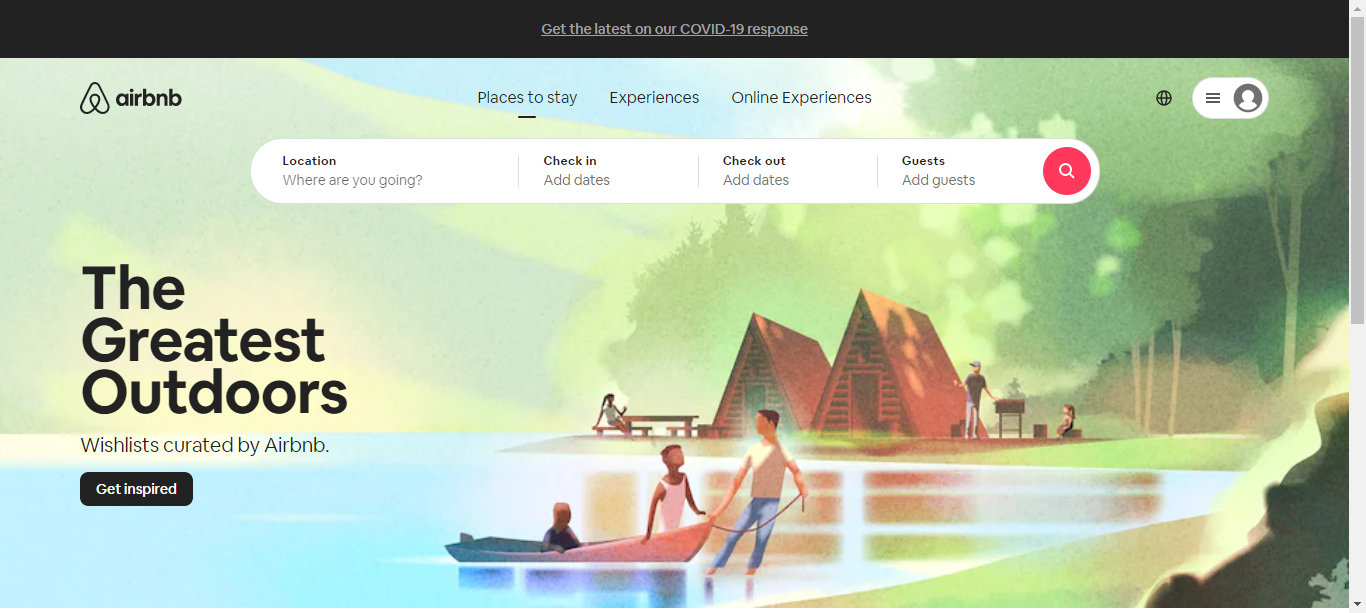 Get the latest on our COVID-19 response
airbnb
Places to stay
Experiences
Online Experiences
Location
Where are you going?
Check in
Add dates
Check out
Add dates
Guests
Add guests
The
Greatest
Outdoors
Wishlists curated by Airbnb.
Get inspired